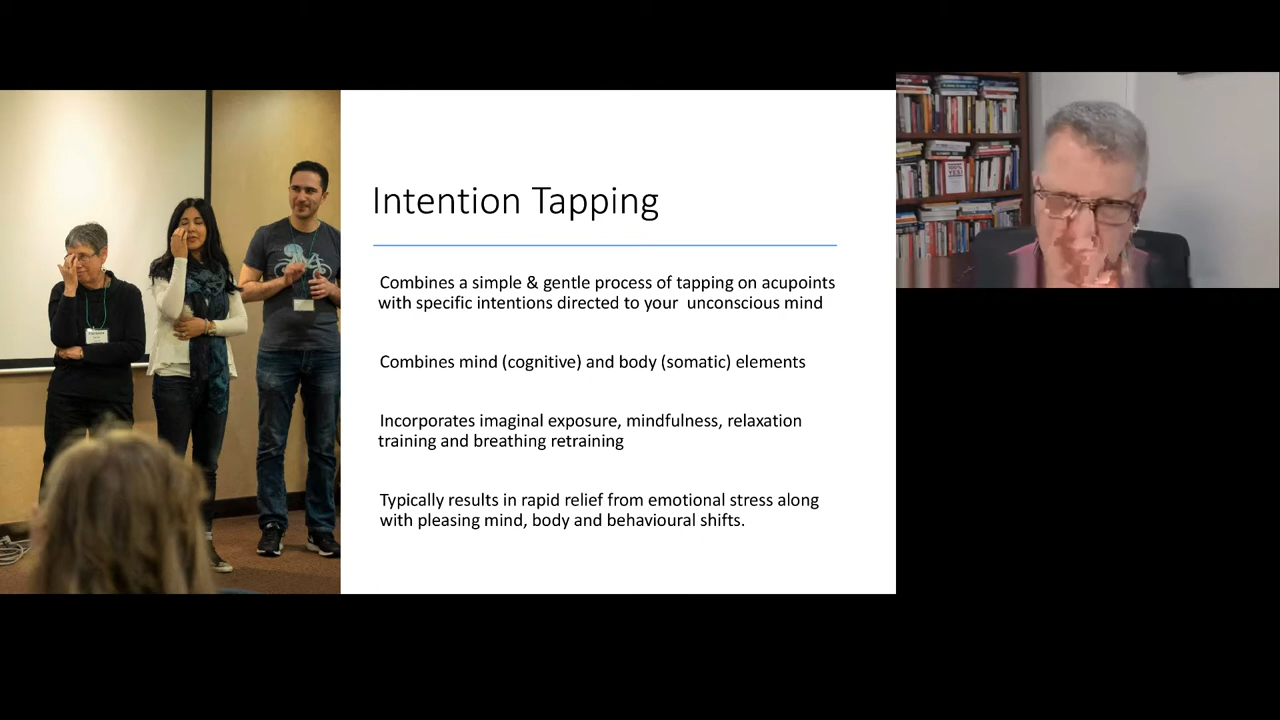 Intention Tapping
Combines a simple & gentle process of tapping on acupoints
with specific intentions directed to your unconscious mind
Combines mind (cognitive) and body (somatic) elements
Incorporates imaginal exposure, mindfulness, relaxation
training and breathing retraining
Typically results in rapid relief from emotional stress along
with pleasing mind, body and behavioural shifts.